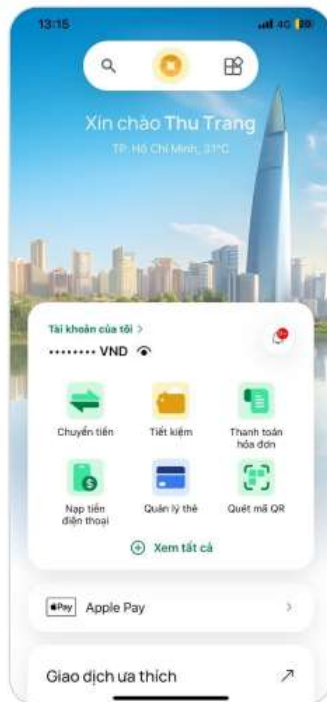 13:15
4G
Xin chào Thu Trang
TP. Hồ Chí Minh, 31°C
Tài khoản của tôi >
•••••••• VND
Chuyển tiền
Tiết kiệm
Thanh toán
hóa đơn
Nạp tiền
điện thoại
Quản lý thẻ
Quét mã QR
Xem tất cả
Pay Apple Pay
Giao dịch ưa thích